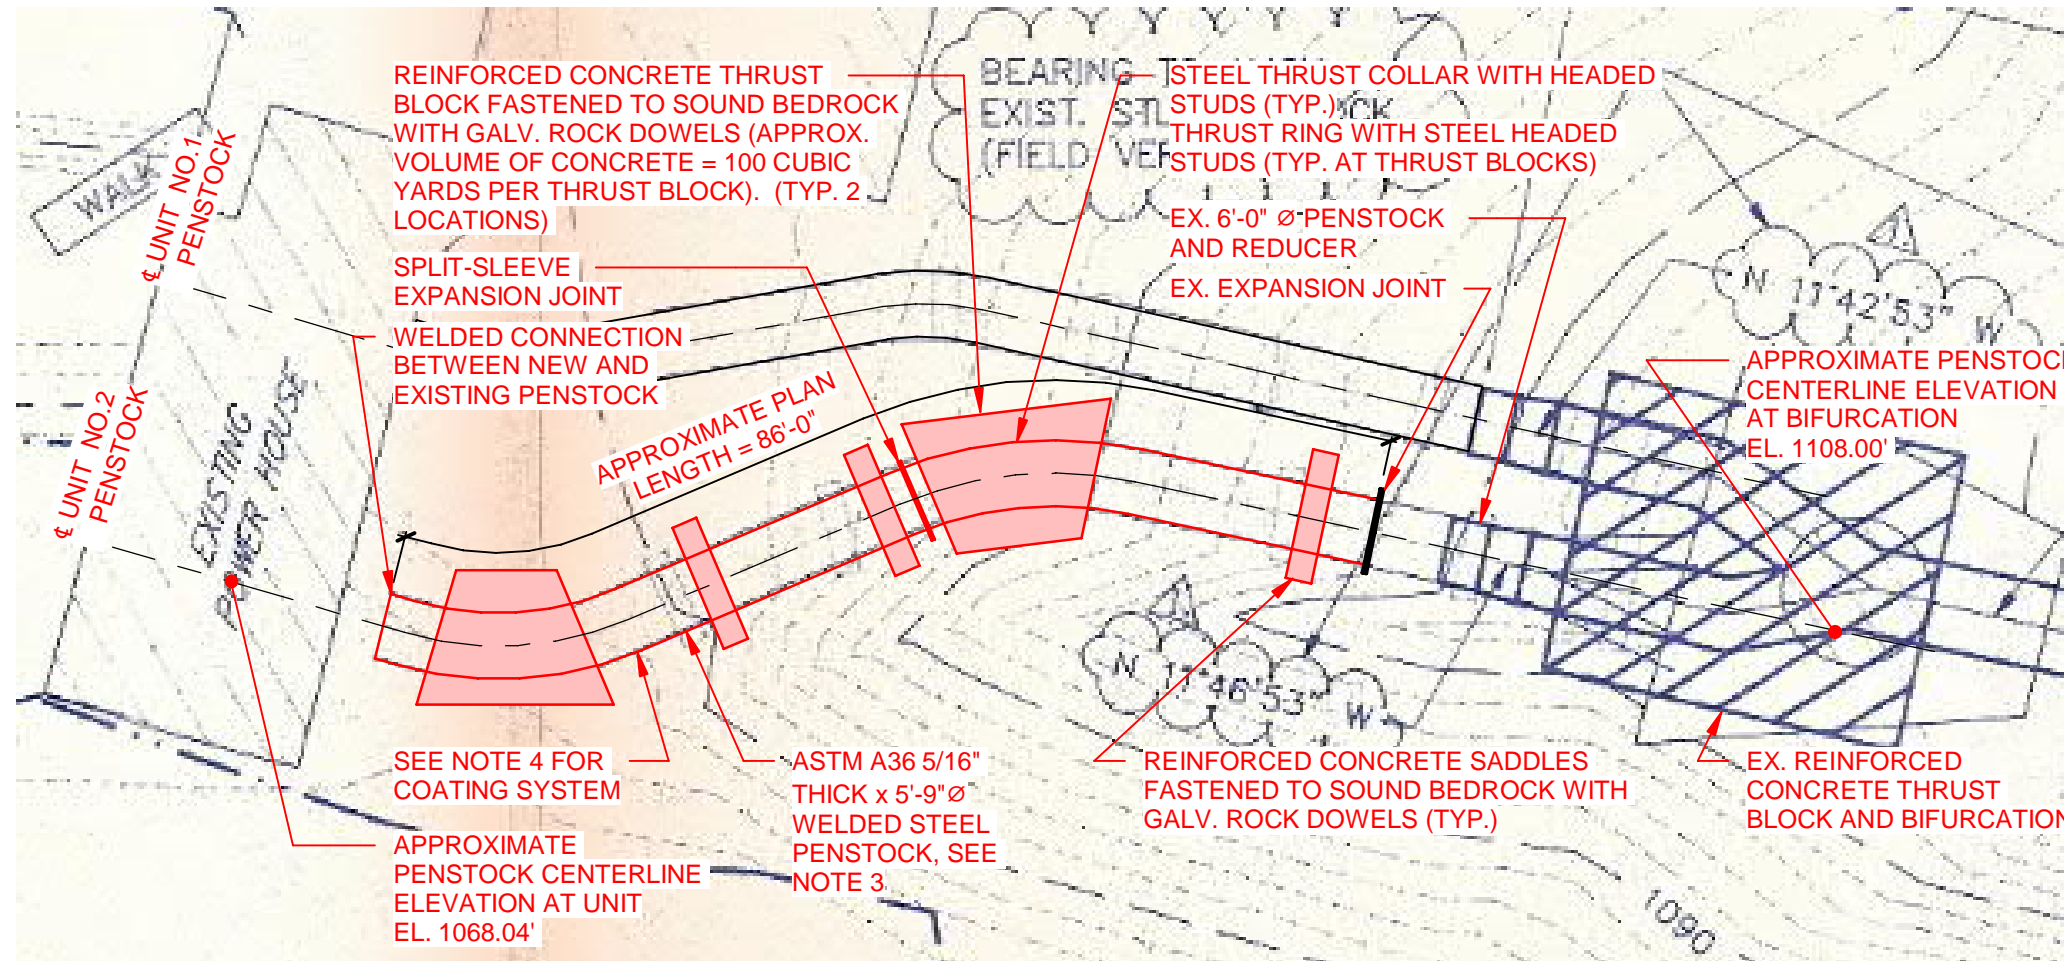 REINFORCED CONCRETE THRUST
BLOCK FASTENED TO SOUND BEDROCK
WITH GALV. ROCK DOWELS (APPROX.
VOLUME OF CONCRETE = 100 CUBIC
YARDS PER THRUST BLOCK). (TYP. 2
LOCATIONS)
BEARING
EXIST.
(FIELD
STEEL THRUST COLLAR WITH HEADED
STUDS (TYP.)
THRUST RING WITH STEEL HEADED
STUDS (TYP. AT THRUST BLOCKS)
EX. 6'-0" Ø PENSTOCK
AND REDUCER
EX. EXPANSION JOINT
WALK
℄ UNIT NO.1
PENSTOCK
SPLIT-SLEEVE
EXPANSION JOINT
WELDED CONNECTION
BETWEEN NEW AND
EXISTING PENSTOCK
N 11°42'53" W
APPROXIMATE PENSTOCK
CENTERLINE ELEVATION
AT BIFURCATION
EL. 1108.00'
℄ UNIT NO.2
PENSTOCK
EXISTING
POWER HOUSE
APPROXIMATE PLAN
LENGTH = 86'-0"
N 11°46'53" W
SEE NOTE 4 FOR
COATING SYSTEM
ASTM A36 5/16"
THICK x 5'-9"Ø
WELDED STEEL
PENSTOCK, SEE
NOTE 3
REINFORCED CONCRETE SADDLES
FASTENED TO SOUND BEDROCK WITH
GALV. ROCK DOWELS (TYP.)
EX. REINFORCED
CONCRETE THRUST
BLOCK AND BIFURCATION
APPROXIMATE
PENSTOCK CENTERLINE
ELEVATION AT UNIT
EL. 1068.04'
1090